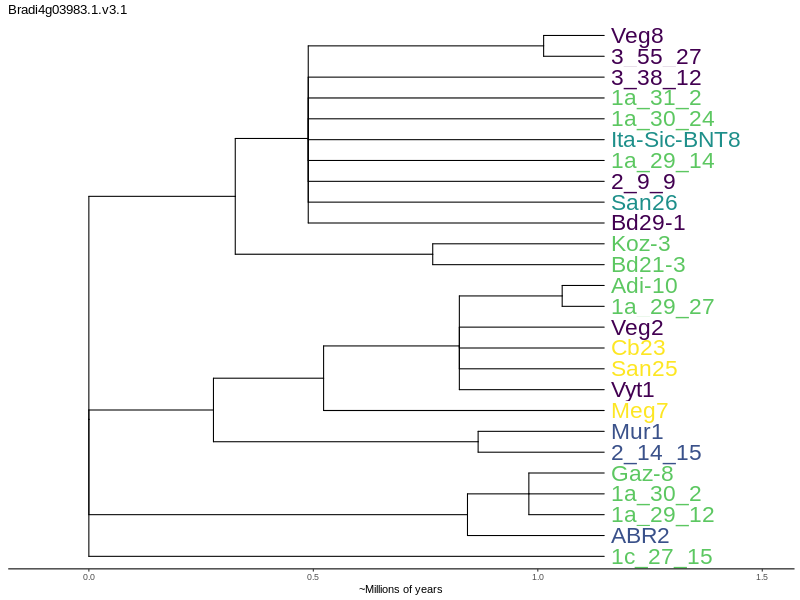 Bradi4g03983.1.v3.1
Veg8
3_55_27
3_38_12
1a_31_2
1a_30_24
Ita-Sic-BNT8
1a_29_14
2_9_9
San26
Bd29-1
Koz-3
Bd21-3
Adi-10
1a_29_27
Veg2
Cb23
San25
Vyt1
Meg7
Mur1
2_14_15
Gaz-8
1a_30_2
1a_29_12
ABR2
1c_27_15
0.0 0.5 1.0 1.5
~Millions of years